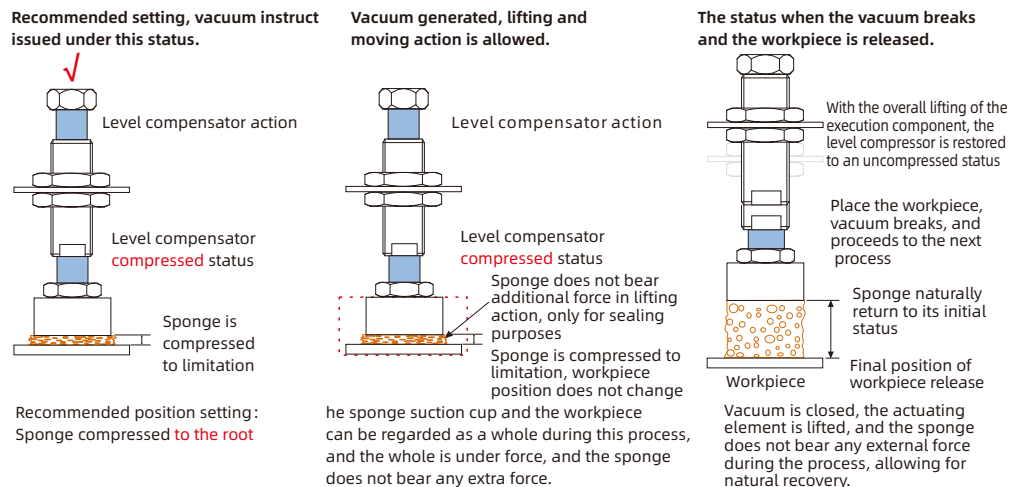 Recommended setting, vacuum instruct
issued under this status.
√
Level compensator action
Level compensator
compressed status
Sponge is
compressed
to limitation
Recommended position setting:
Sponge compressed to the root
Vacuum generated, lifting and
moving action is allowed.
Level compensator action
Level compensator
compressed status
Sponge does not bear
additional force in lifting
action, only for sealing
purposes
Sponge is compressed to
limitation, workpiece
position does not change
he sponge suction cup and the workpiece
can be regarded as a whole during this process,
and the whole is under force, and the sponge
does not bear any extra force.
The status when the vacuum breaks
and the workpiece is released.
With the overall lifting of the
execution component, the
level compressor is restored
to an uncompressed status
Place the workpiece,
vacuum breaks, and
proceeds to the next
process
Sponge naturally
return to its initial
status
Final position of
workpiece release
Workpiece
Vacuum is closed, the actuating
element is lifted, and the sponge
does not bear any external force
during the process, allowing for
natural recovery.